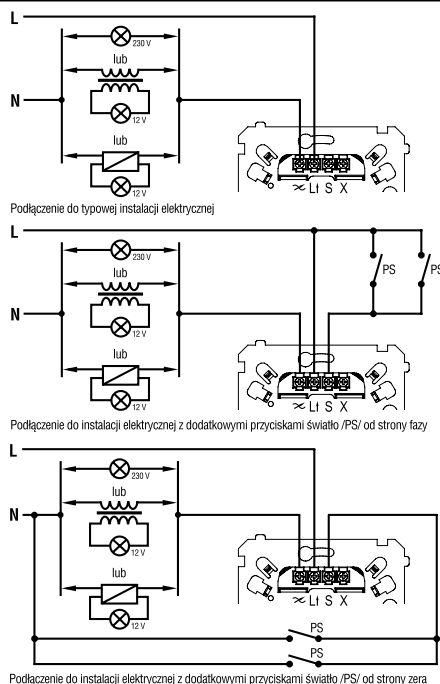 L
230 V
lub
N
12 V
lub
12 V
≂ Lt S X
Podłączenie do typowej instalacji elektrycznej
L
230 V
PS PS
lub
N
12 V
lub
12 V
≂ Lt S X
Podłączenie do instalacji elektrycznej z dodatkowymi przyciskami światło /PS/ od strony fazy
L
230 V
lub
N
12 V
lub
12 V
≂ Lt S X
PS
PS
Podłączenie do instalacji elektrycznej z dodatkowymi przyciskami światło /PS/ od strony zera